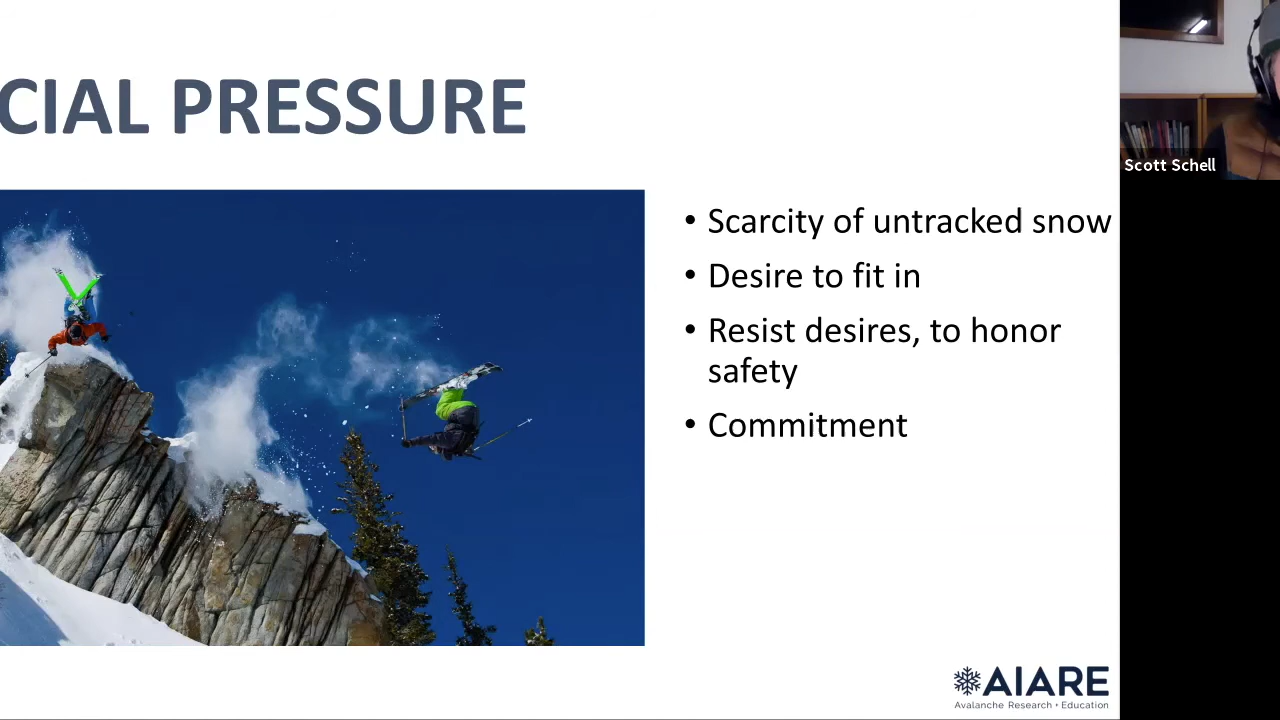 CIAL PRESSURE
• Scarcity of untracked snow
• Desire to fit in
• Resist desires, to honor
safety
• Commitment
Scott Schell
AIARE
Avalanche Research • Education